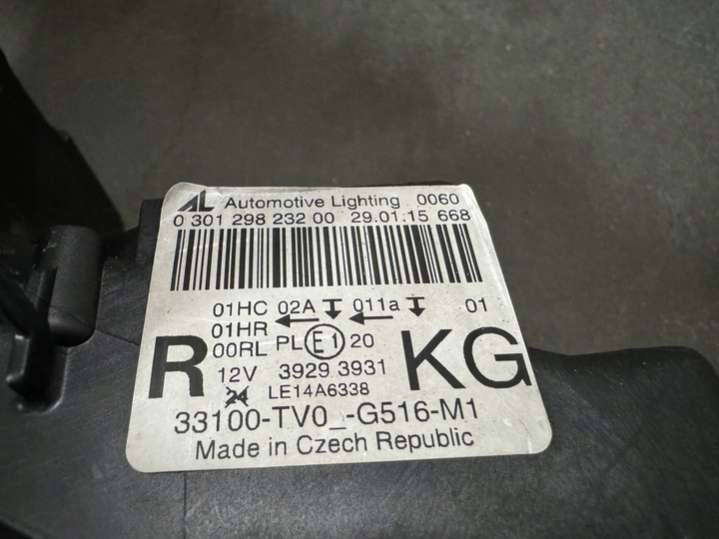 AL Automotive Lighting 0060
0 301 298 232 00 29.01.15 668
01HC 02A 011a 01
01HR
00RL PL E1 20
R KG
12V 3929 3931
24 LE14A6338
33100-TV0_-G516-M1
Made in Czech Republic